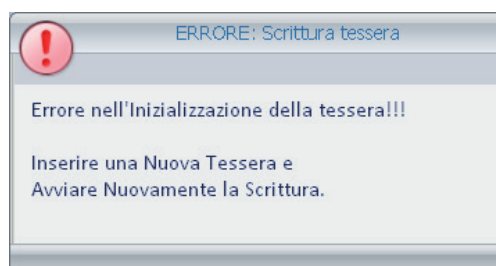 ERRORE: Scrittura tessera
Errore nell'Inizializzazione della tessera!!!
Inserire una Nuova Tessera e
Avviare Nuovamente la Scrittura.